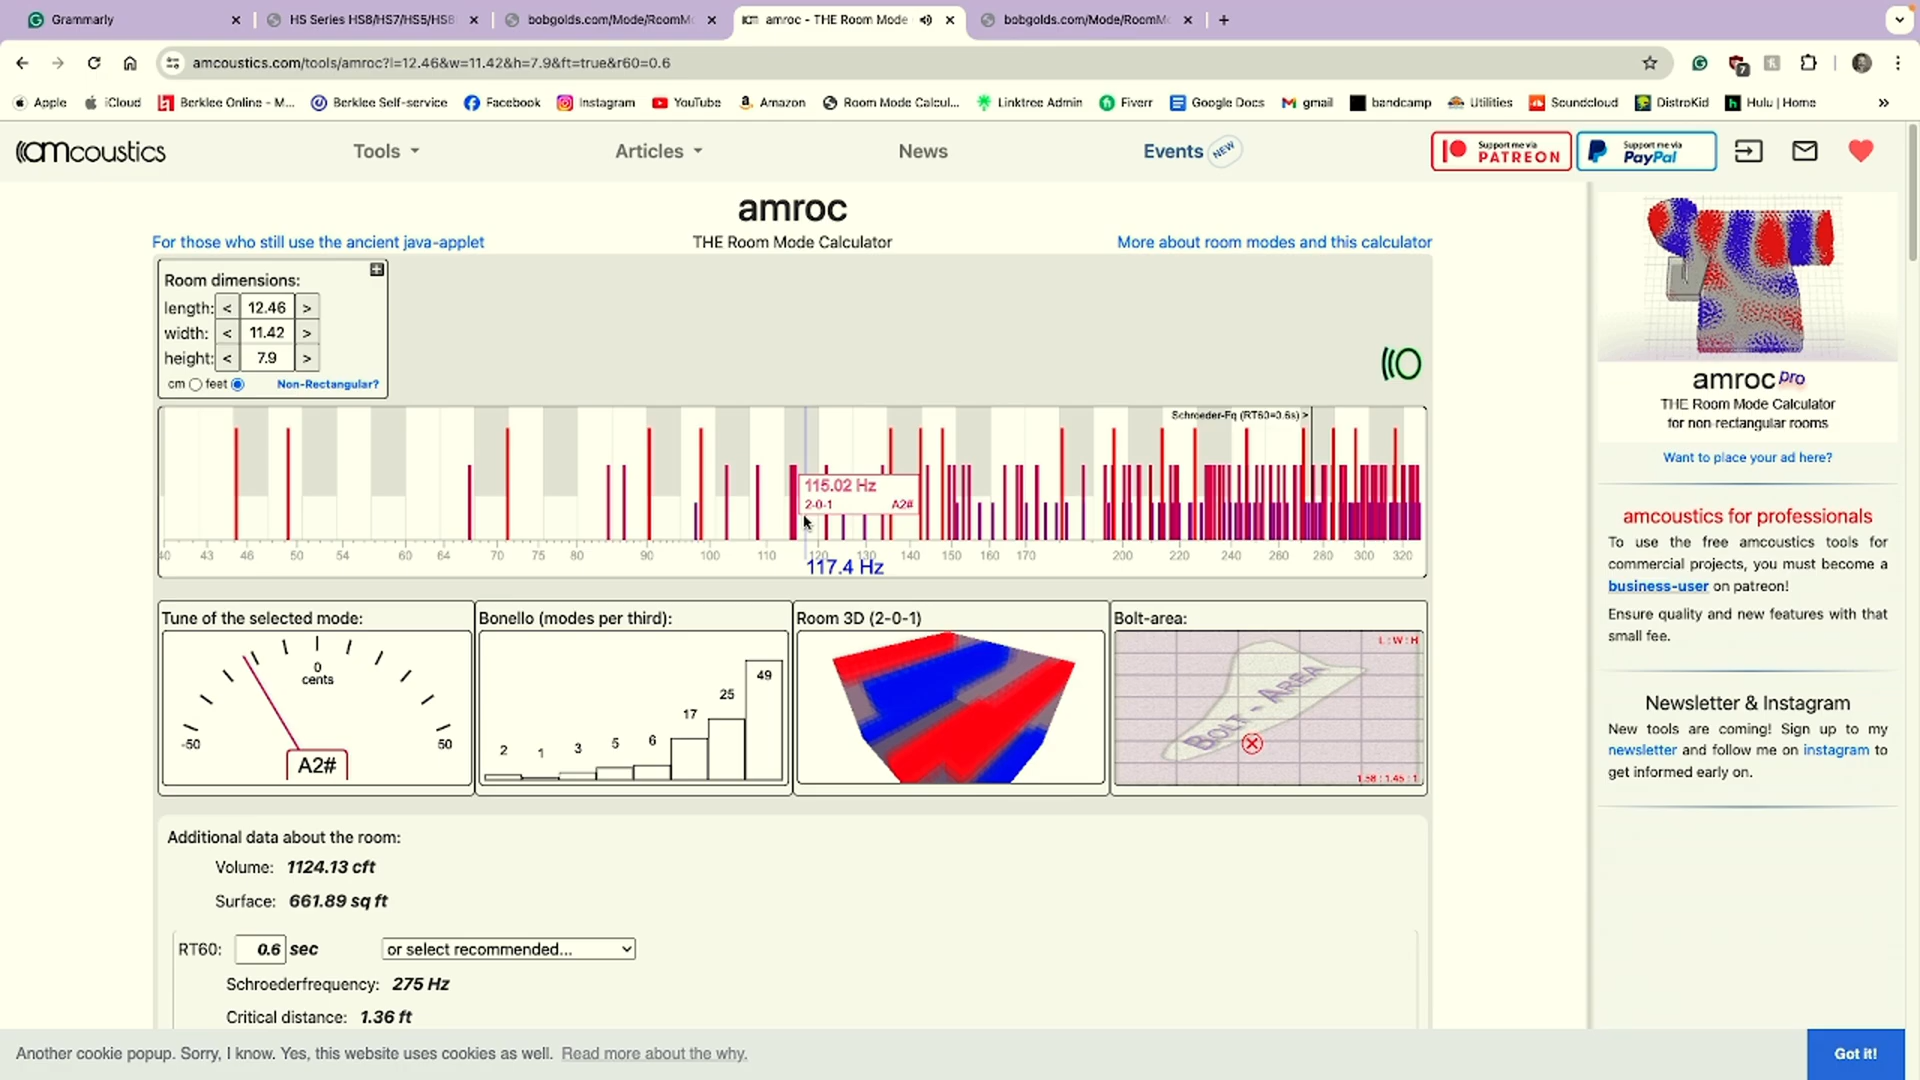 Grammarly
HS Series HS8/HS7/HS5/HS8
bobgolds.com/Mode/RoomMo
amroc - THE Room Mode
bobgolds.com/Mode/RoomMo
amcoustics.com/tools/amroc?l=12.46&w=11.42&h=7.9&ft=true&r60=0.6
7
Apple
iCloud
Berklee Online - M...
Berklee Self-service
Facebook
Instagram
YouTube
Amazon
Room Mode Calcul...
Linktree Admin
Fiverr
Google Docs
gmail
bandcamp
Utilities
Soundcloud
DistroKid
Hulu | Home
»
amcoustics
Tools
Articles
News
Events NEW
Support me via
PATREON
Support me via
PayPal
amroc
For those who still use the ancient java-applet
THE Room Mode Calculator
More about room modes and this calculator
Room dimensions:
length: < 12.46 >
width: < 11.42 >
height: < 7.9 >
cm feet Non-Rectangular?
Schroeder-Fq (RT60=0.6s) >
115.02 Hz
2-0-1 A2#
40 43 46 50 54 60 64 70 75 80 90 100 110 120 130 140 150 160 170 200 220 240 260 280 300 320
117.4 Hz
Tune of the selected mode:
0
cents
-50 50
A2#
Bonello (modes per third):
2 1 3 5 6 17 25 49
Room 3D (2-0-1)
Bolt-area:
L : W : H
BOLT - AREA
1.58 : 1.45 : 1
Additional data about the room:
Volume: 1124.13 cft
Surface: 661.89 sq ft
RT60: 0.6 sec or select recommended...
Schroederfrequency: 275 Hz
Critical distance: 1.36 ft
amroc pro
THE Room Mode Calculator
for non-rectangular rooms
Want to place your ad here?
amcoustics for professionals
To use the free amcoustics tools for
commercial projects, you must become a
business-user on patreon!
Ensure quality and new features with that
small fee.
Newsletter & Instagram
New tools are coming! Sign up to my
newsletter and follow me on instagram to
get informed early on.
Another cookie popup. Sorry, I know. Yes, this website uses cookies as well. Read more about the why.
Got it!